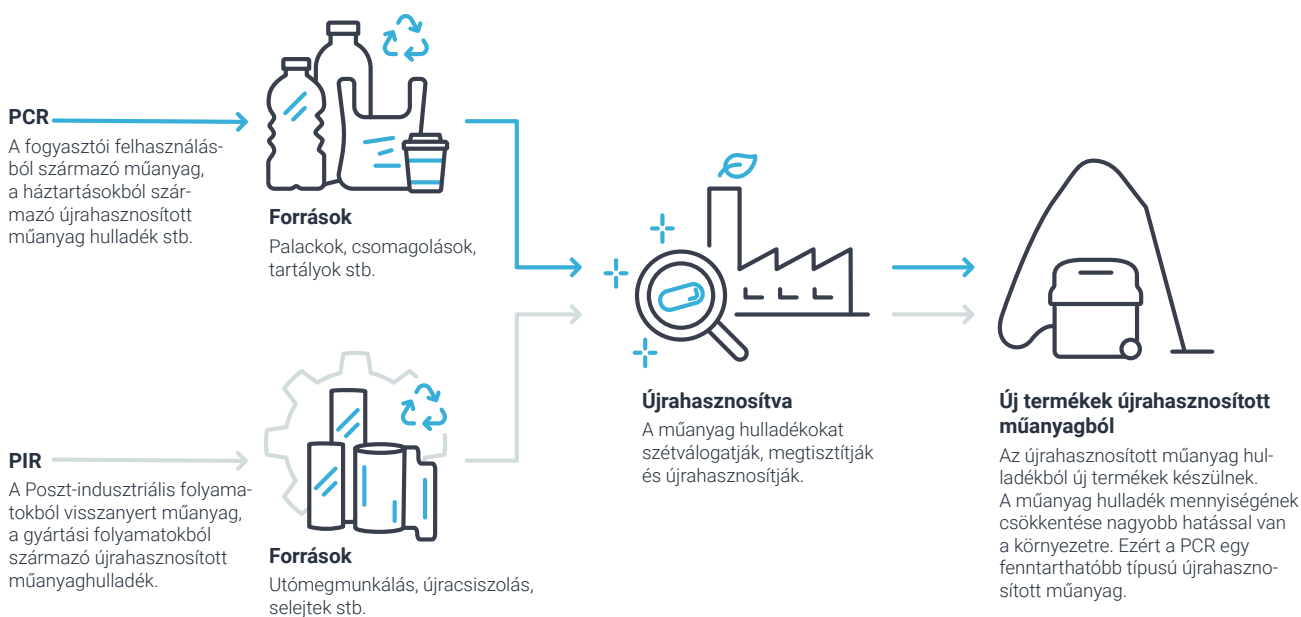 PCR
A fogyasztói felhasználás-
ból származó műanyag,
a háztartásokból szár-
mazó újrahasznosított
műanyag hulladék stb.
Források
Palackok, csomagolások,
tartályok stb.
PIR
A Poszt-indusztriális folyama-
tokból visszanyert műanyag,
a gyártási folyamatokból
származó újrahasznosított
műanyaghulladék.
Források
Utómegmunkálás, újracsiszolás,
selejtek stb.
Újrahasznosítva
A műanyag hulladékokat
szétválogatják, megtisztítják
és újrahasznosítják.
Új termékek újrahasznosított
műanyagból
Az újrahasznosított műanyag hul-
ladékból új termékek készülnek.
A műanyag hulladék mennyiségének
csökkentése nagyobb hatással van
a környezetre. Ezért a PCR egy
fenntarthatóbb típusú újrahaszno-
sított műanyag.